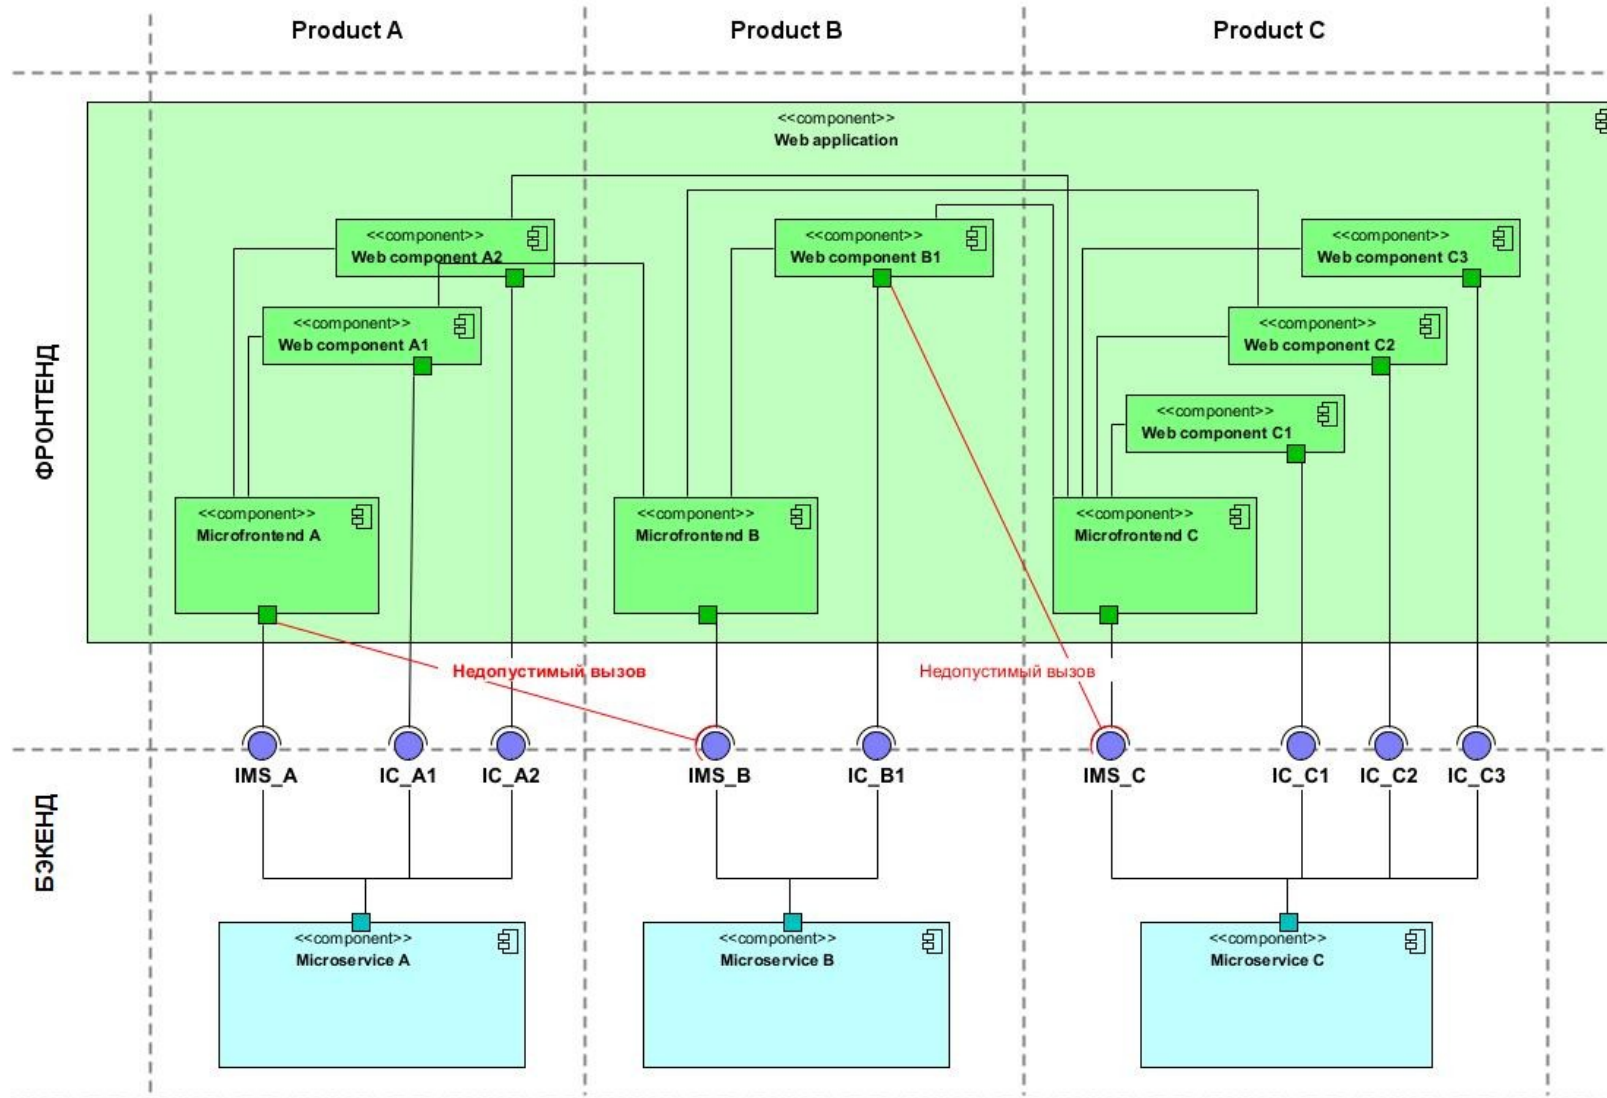 Product A
Product B
Product C
<<component>>
Web application
<<component>>
Web component A2
<<component>>
Web component B1
<<component>>
Web component C3
<<component>>
Web component A1
<<component>>
Web component C2
<<component>>
Web component C1
ФРОНТЕНД
<<component>>
Microfrontend A
<<component>>
Microfrontend B
<<component>>
Microfrontend C
Недопустимый вызов
Недопустимый вызов
IMS_A
IC_A1
IC_A2
IMS_B
IC_B1
IMS_C
IC_C1
IC_C2
IC_C3
БЭКЕНД
<<component>>
Microservice A
<<component>>
Microservice B
<<component>>
Microservice C